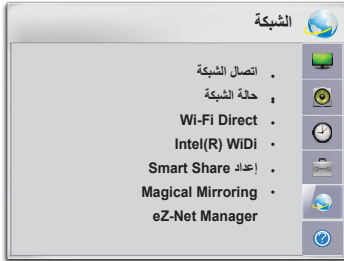 الشبكة
• اتصال الشبكة
• حالة الشبكة
• Wi-Fi Direct
• Intel(R) WiDi
• إعداد Smart Share
• Magical Mirroring
eZ-Net Manager